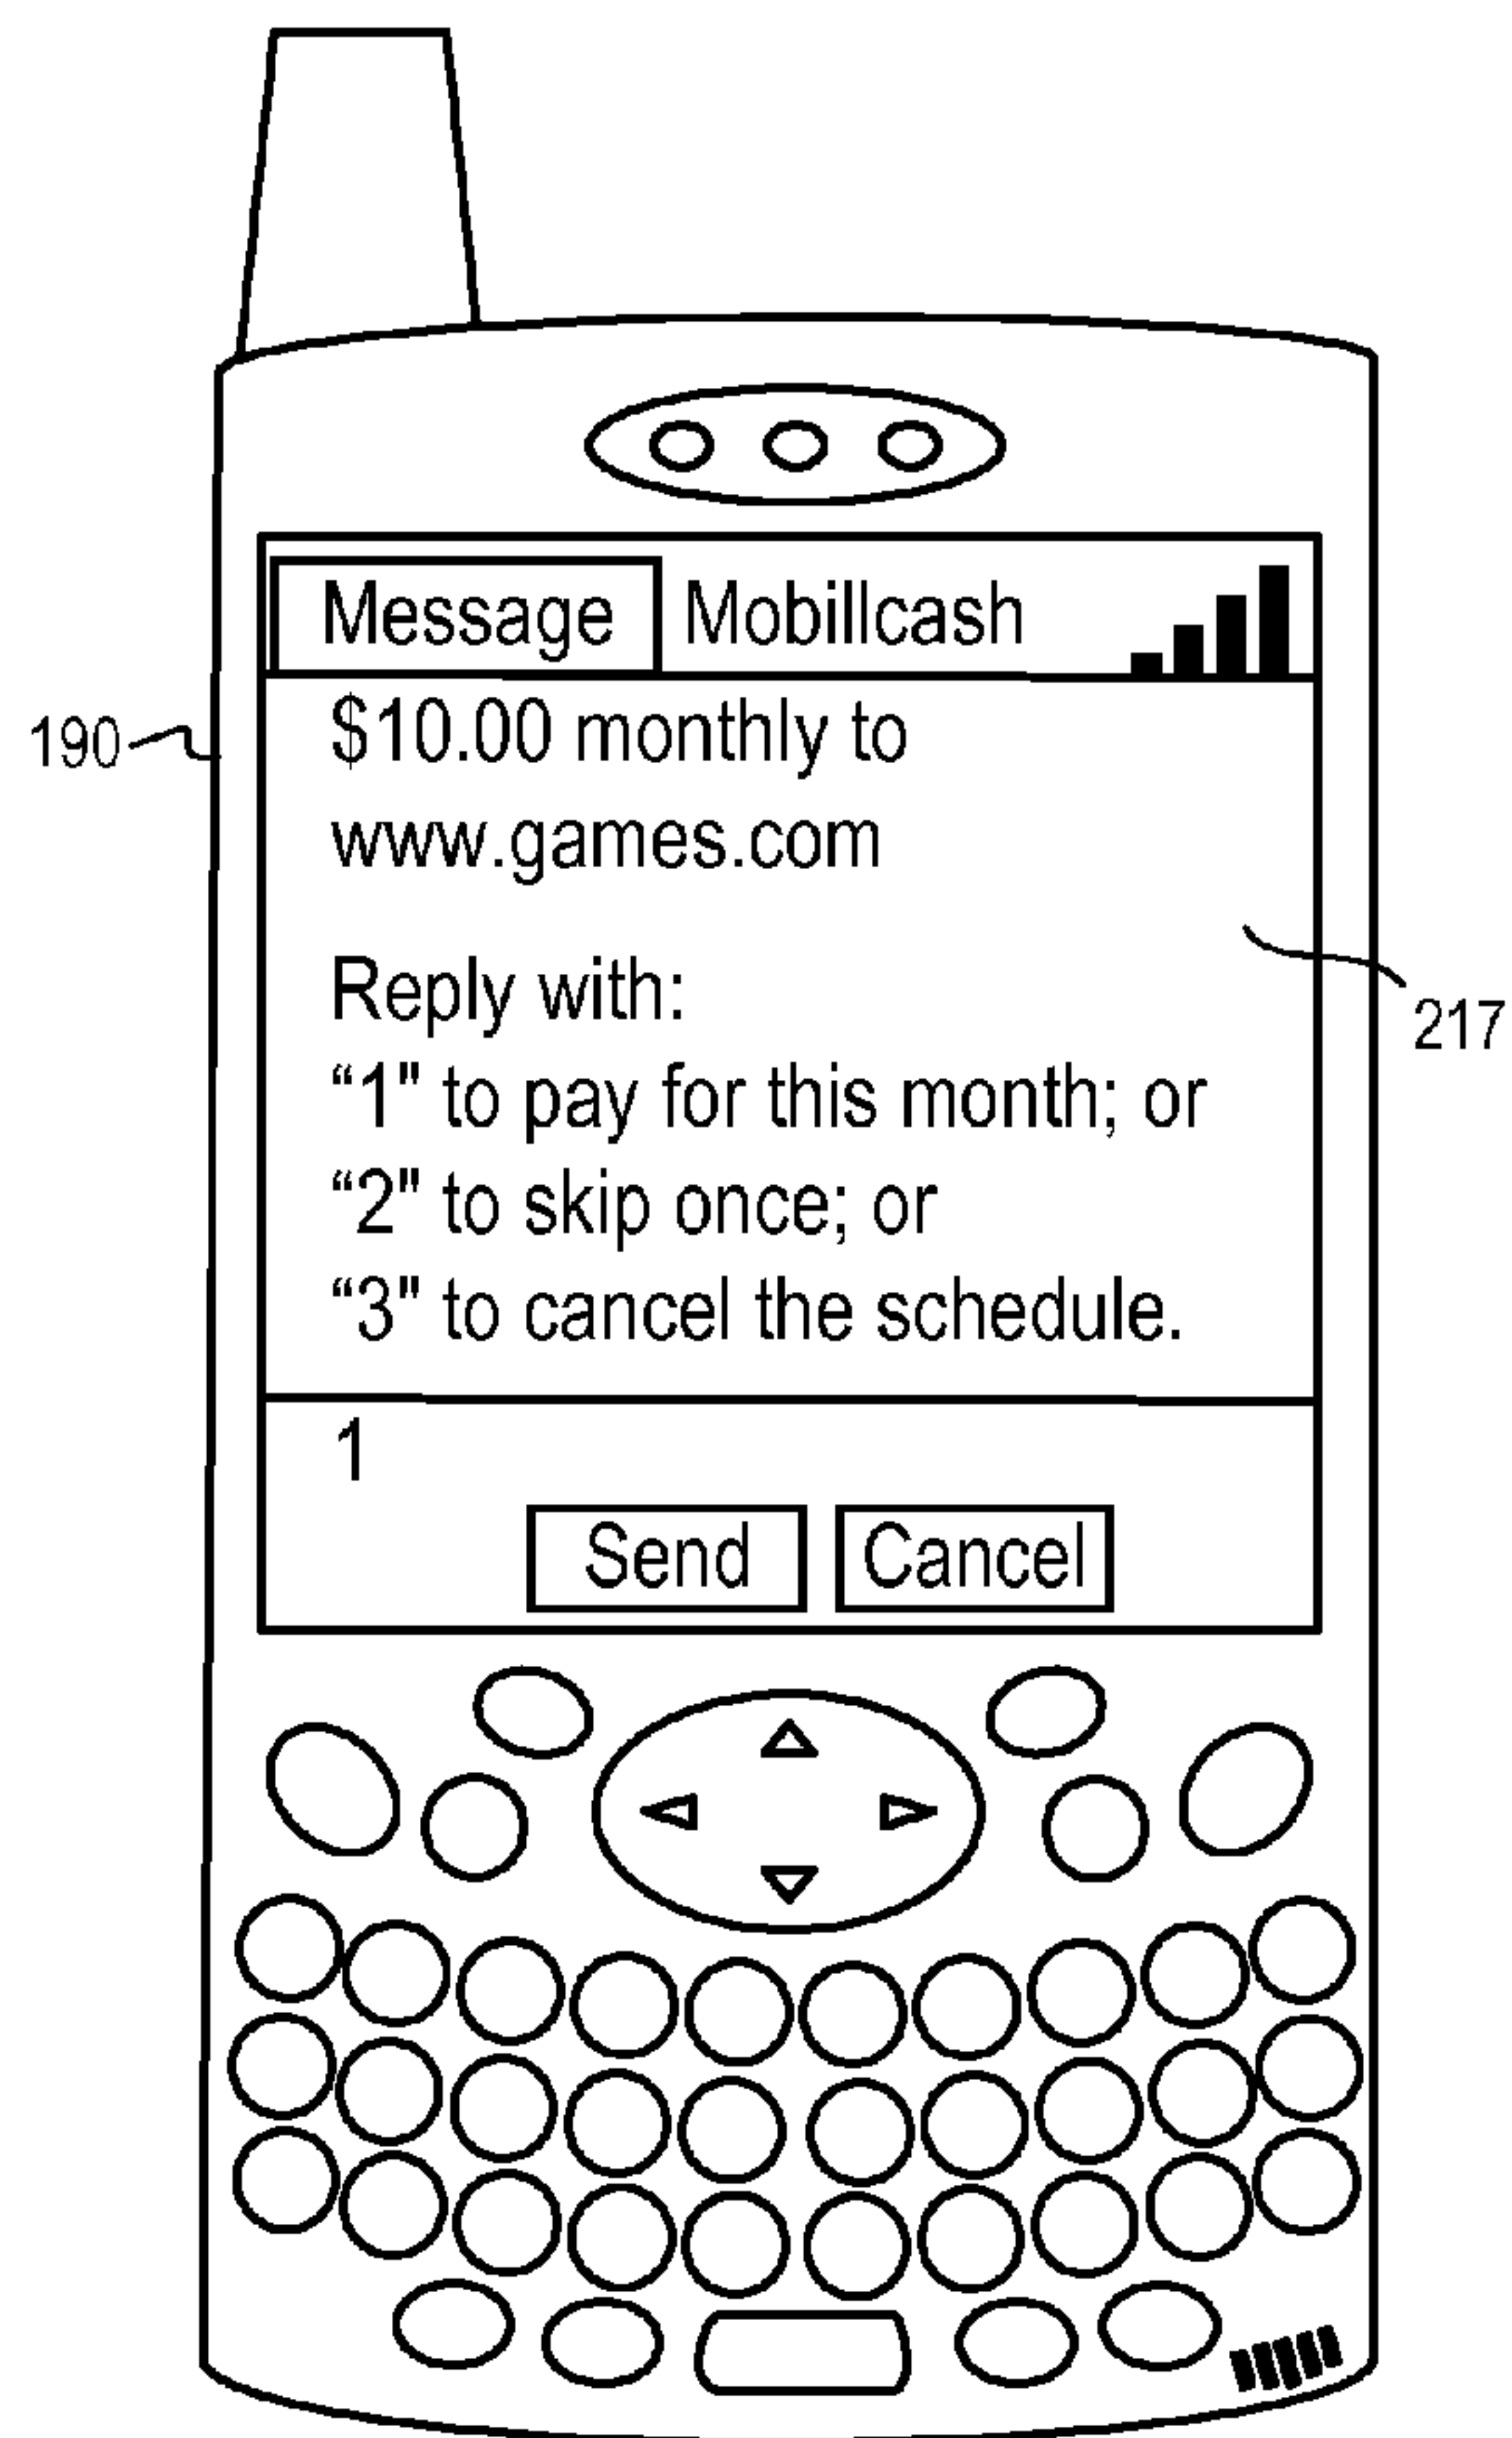 Message Mobillcash
$10.00 monthly to
190
www.games.com
Reply with:
217
“1" to pay for this month; or
“2" to skip once; or
“3" to cancel the schedule.
1
Send Cancel